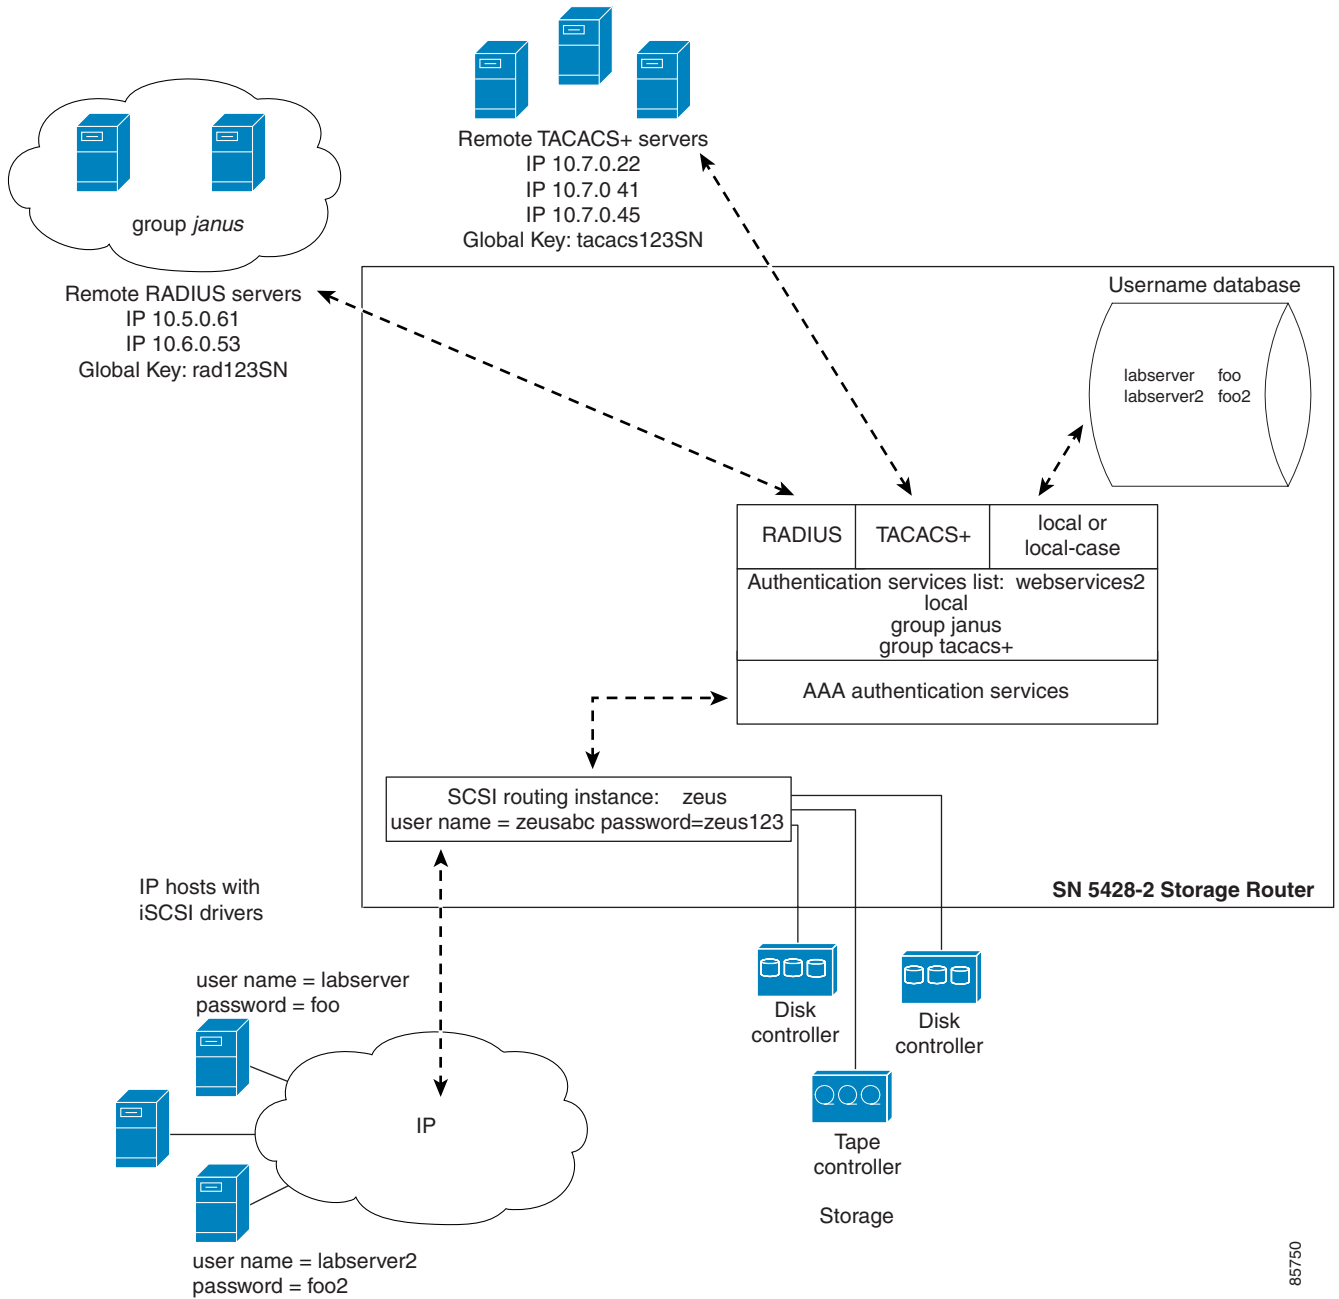 Remote TACACS+ servers
IP 10.7.0.22
IP 10.7.0 41
IP 10.7.0.45
Global Key: tacacs123SN
group janus
Remote RADIUS servers
IP 10.5.0.61
IP 10.6.0.53
Global Key: rad123SN
Username database
labserver foo
labserver2 foo2
RADIUS
TACACS+
local or
local-case
Authentication services list: webservices2
local
group janus
group tacacs+
AAA authentication services
SCSI routing instance: zeus
user name = zeusabc password=zeus123
SN 5428-2 Storage Router
IP hosts with
iSCSI drivers
user name = labserver
password = foo
IP
user name = labserver2
password = foo2
Disk
controller
Disk
controller
Tape
controller
Storage
85750